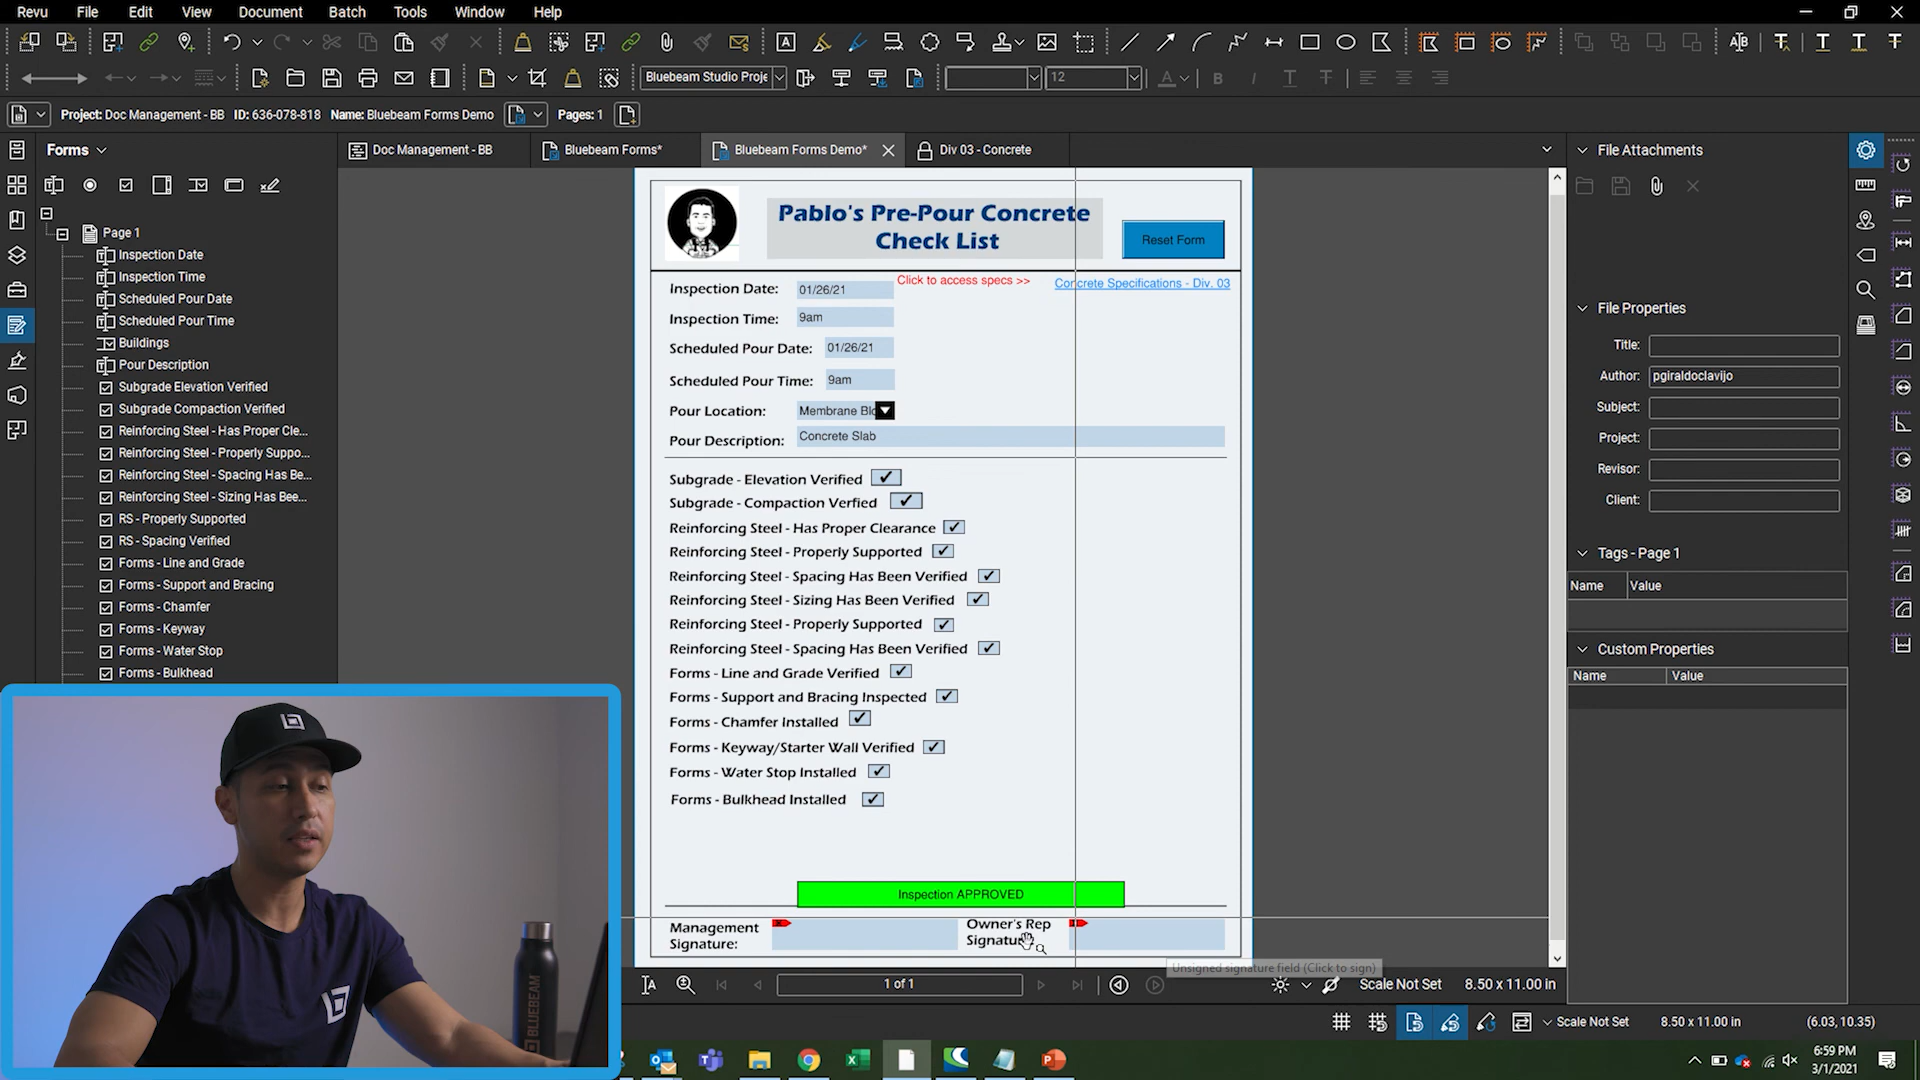 Revu File Edit View Document Batch Tools Window Help
Bluebeam Studio Proje 12
Project: Doc Management - BB ID: 636-078-818 Name: Bluebeam Forms Demo Pages: 1
Forms
Doc Management - BB
Bluebeam Forms*
Bluebeam Forms Demo*
Div 03 - Concrete
Page 1
Inspection Date
Inspection Time
Scheduled Pour Date
Scheduled Pour Time
Buildings
Pour Description
Subgrade Elevation Verified
Subgrade Compaction Verified
Reinforcing Steel - Has Proper Cle...
Reinforcing Steel - Properly Suppo...
Reinforcing Steel - Spacing Has Be...
Reinforcing Steel - Sizing Has Bee...
RS - Properly Supported
RS - Spacing Verified
Forms - Line and Grade
Forms - Support and Bracing
Forms - Chamfer
Forms - Keyway
Forms - Water Stop
Forms - Bulkhead
Pablo's Pre-Pour Concrete
Check List
Reset Form
Inspection Date: 01/26/21
Click to access specs >>
Concrete Specifications - Div. 03
Inspection Time: 9am
Scheduled Pour Date: 01/26/21
Scheduled Pour Time: 9am
Pour Location: Membrane Blo
Pour Description: Concrete Slab
Subgrade - Elevation Verified
Subgrade - Compaction Verfied
Reinforcing Steel - Has Proper Clearance
Reinforcing Steel - Properly Supported
Reinforcing Steel - Spacing Has Been Verified
Reinforcing Steel - Sizing Has Been Verified
Reinforcing Steel - Properly Supported
Reinforcing Steel - Spacing Has Been Verified
Forms - Line and Grade Verified
Forms - Support and Bracing Inspected
Forms - Chamfer Installed
Forms - Keyway/Starter Wall Verified
Forms - Water Stop Installed
Forms - Bulkhead Installed
Inspection APPROVED
Management
Signature:
Owner's Rep
Signature:
Unsigned signature field (Click to sign)
1 of 1
Scale Not Set 8.50 x 11.00 in
File Attachments
File Properties
Title:
Author: pgiraldoclavijo
Subject:
Project:
Revisor:
Client:
Tags - Page 1
Name Value
Custom Properties
Name Value
Scale Not Set 8.50 x 11.00 in (6.03, 10.35)
6:59 PM
3/1/2021
BLUEBEAM